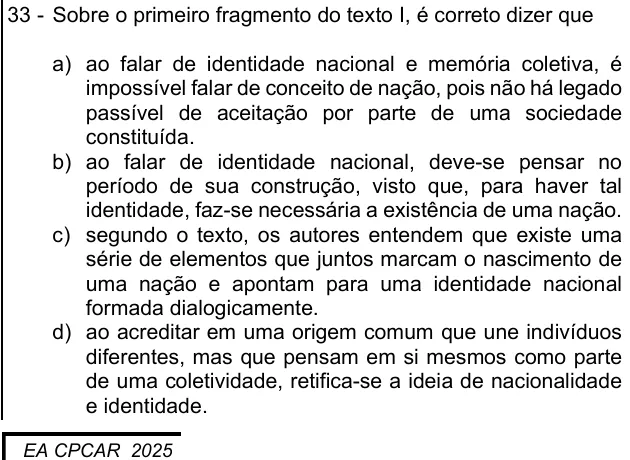 33 - Sobre o primeiro fragmento do texto I, é correto dizer que
a) ao falar de identidade nacional e memória coletiva, é
impossível falar de conceito de nação, pois não há legado
passível de aceitação por parte de uma sociedade
constituída.
b) ao falar de identidade nacional, deve-se pensar no
período de sua construção, visto que, para haver tal
identidade, faz-se necessária a existência de uma nação.
c) segundo o texto, os autores entendem que existe uma
série de elementos que juntos marcam o nascimento de
uma nação e apontam para uma identidade nacional
formada dialogicamente.
d) ao acreditar em uma origem comum que une indivíduos
diferentes, mas que pensam em si mesmos como parte
de uma coletividade, retifica-se a ideia de nacionalidade
e identidade.
EA CPCAR 2025